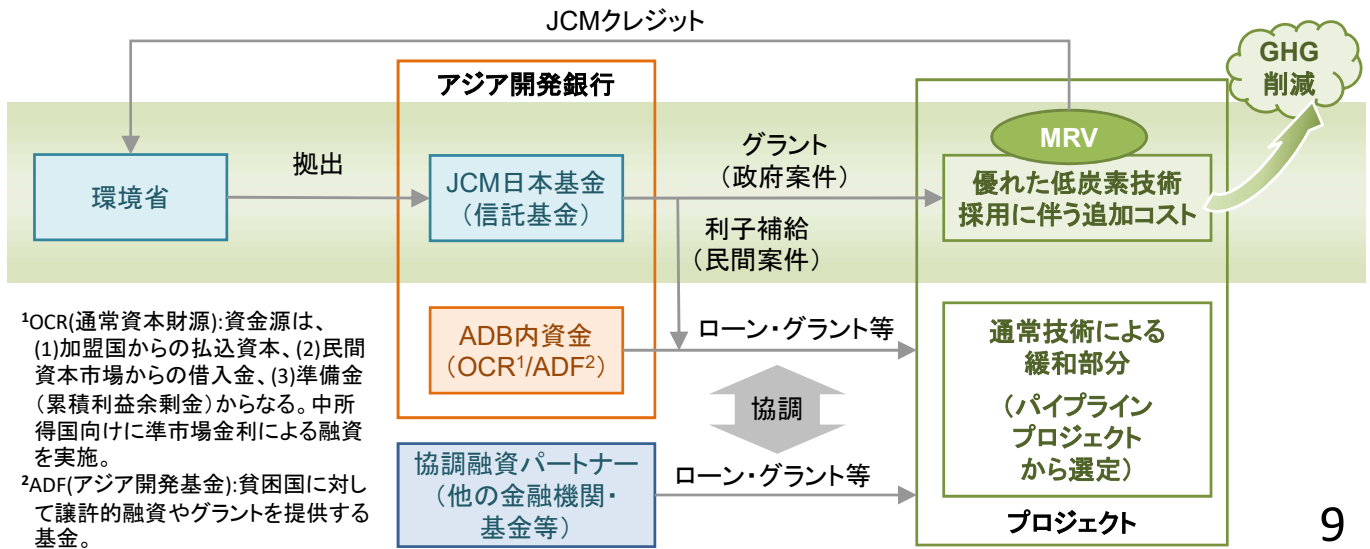 JCMクレジット
アジア開発銀行
GHG
削減
環境省
拠出
JCM日本基金
（信託基金）
グラント
（政府案件）
利子補給
（民間案件）
MRV
優れた低炭素技術
採用に伴う追加コスト
¹OCR(通常資本財源):資金源は、
(1)加盟国からの払込資本、(2)民間
資本市場からの借入金、(3)準備金
（累積利益余剰金）からなる。中所
得国向けに準市場金利による融資
を実施。
²ADF(アジア開発基金):貧困国に対し
て譲許的融資やグラントを提供する
基金。
ADB内資金
（OCR¹/ADF²）
ローン・グラント等
協調
協調融資パートナー
（他の金融機関・
基金等）
ローン・グラント等
通常技術による
緩和部分
（パイプライン
プロジェクト
から選定）
プロジェクト
9